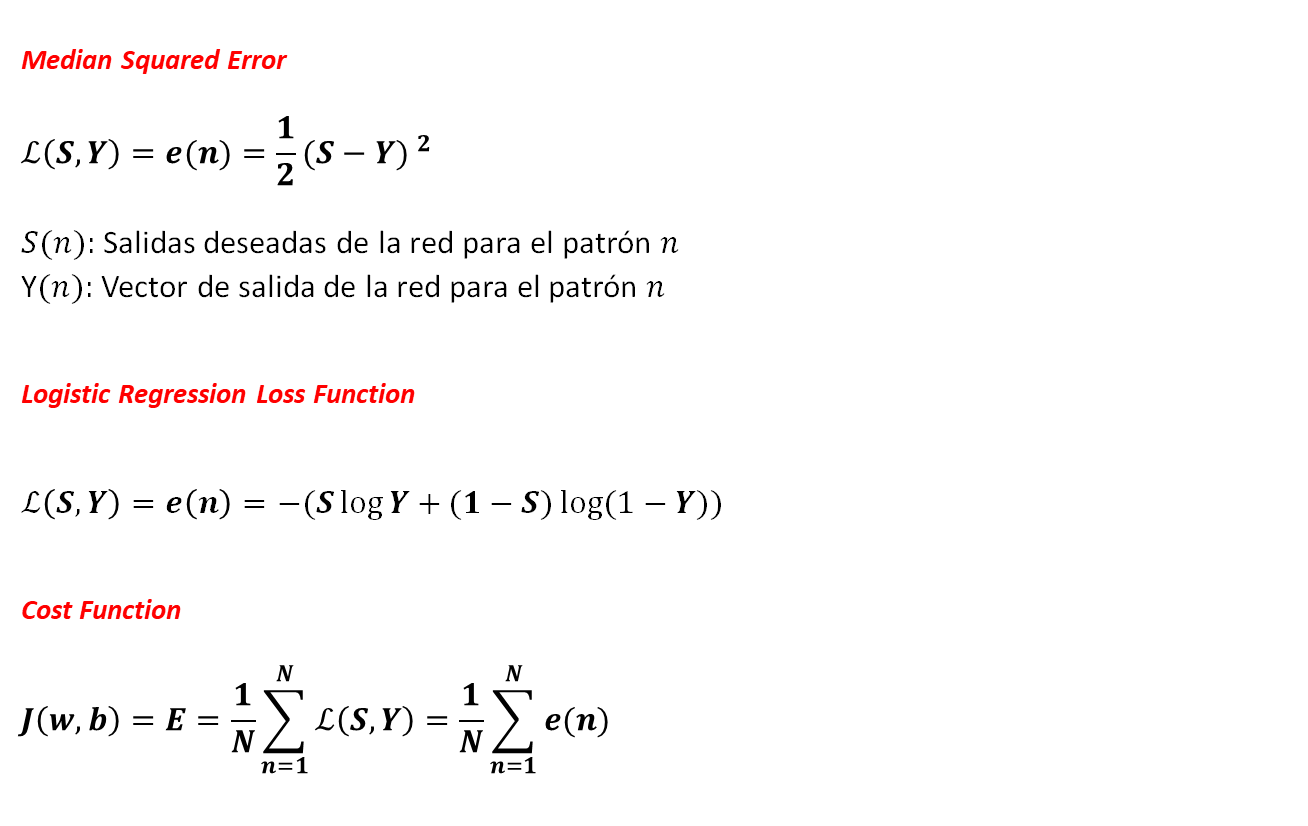 Median Squared Error
ℒ(S, Y) = e(n) = 1/2 (S − Y)²
S(n): Salidas deseadas de la red para el patrón n
Y(n): Vector de salida de la red para el patrón n
Logistic Regression Loss Function
ℒ(S, Y) = e(n) = −(S log Y + (1 − S) log(1 − Y))
Cost Function
J(w, b) = E = 1/N ∑_{n=1}^{N} ℒ(S, Y) = 1/N ∑_{n=1}^{N} e(n)